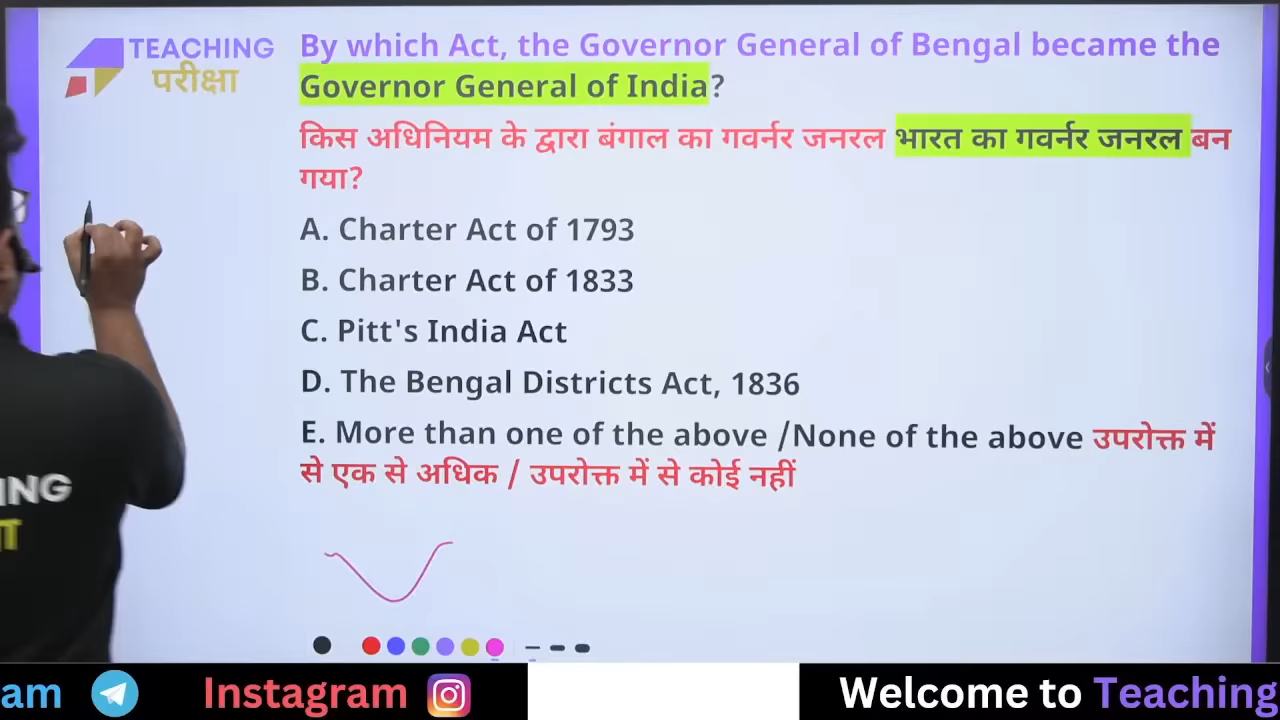 TEACHING
परीक्षा
By which Act, the Governor General of Bengal became the
Governor General of India?
किस अधिनियम के द्वारा बंगाल का गवर्नर जनरल भारत का गवर्नर जनरल बन
गया?
A. Charter Act of 1793
B. Charter Act of 1833
C. Pitt's India Act
D. The Bengal Districts Act, 1836
E. More than one of the above /None of the above उपरोक्त में
से एक से अधिक / उपरोक्त में से कोई नहीं
ING
am Instagram Welcome to Teaching